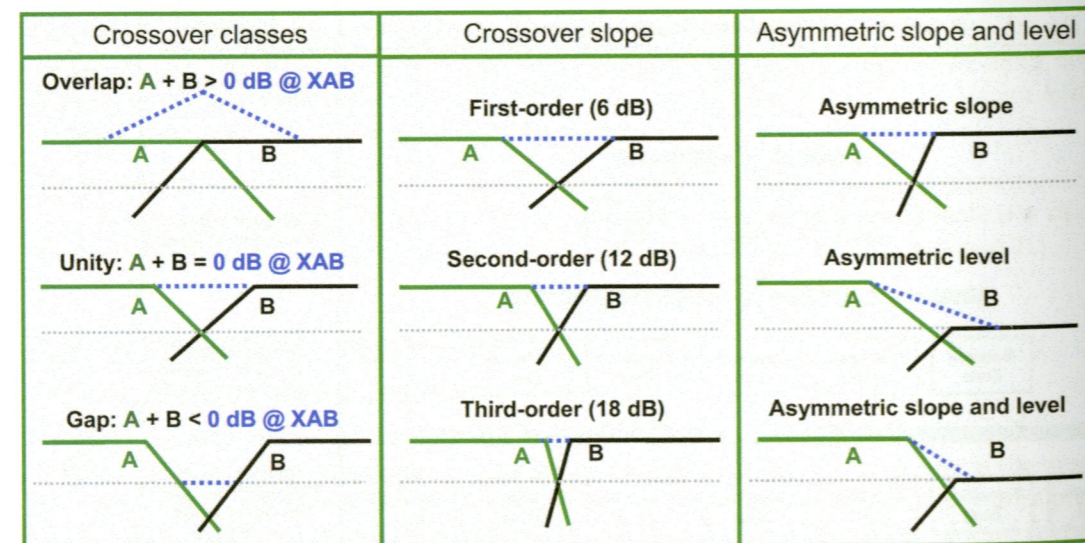 Crossover classes
Overlap: A + B > 0 dB @ XAB
A
B
Unity: A + B = 0 dB @ XAB
A
B
Gap: A + B < 0 dB @ XAB
A
B
Crossover slope
First-order (6 dB)
A
B
Second-order (12 dB)
A
B
Third-order (18 dB)
A
B
Asymmetric slope and level
Asymmetric slope
A
B
Asymmetric level
A
B
Asymmetric slope and level
A
B